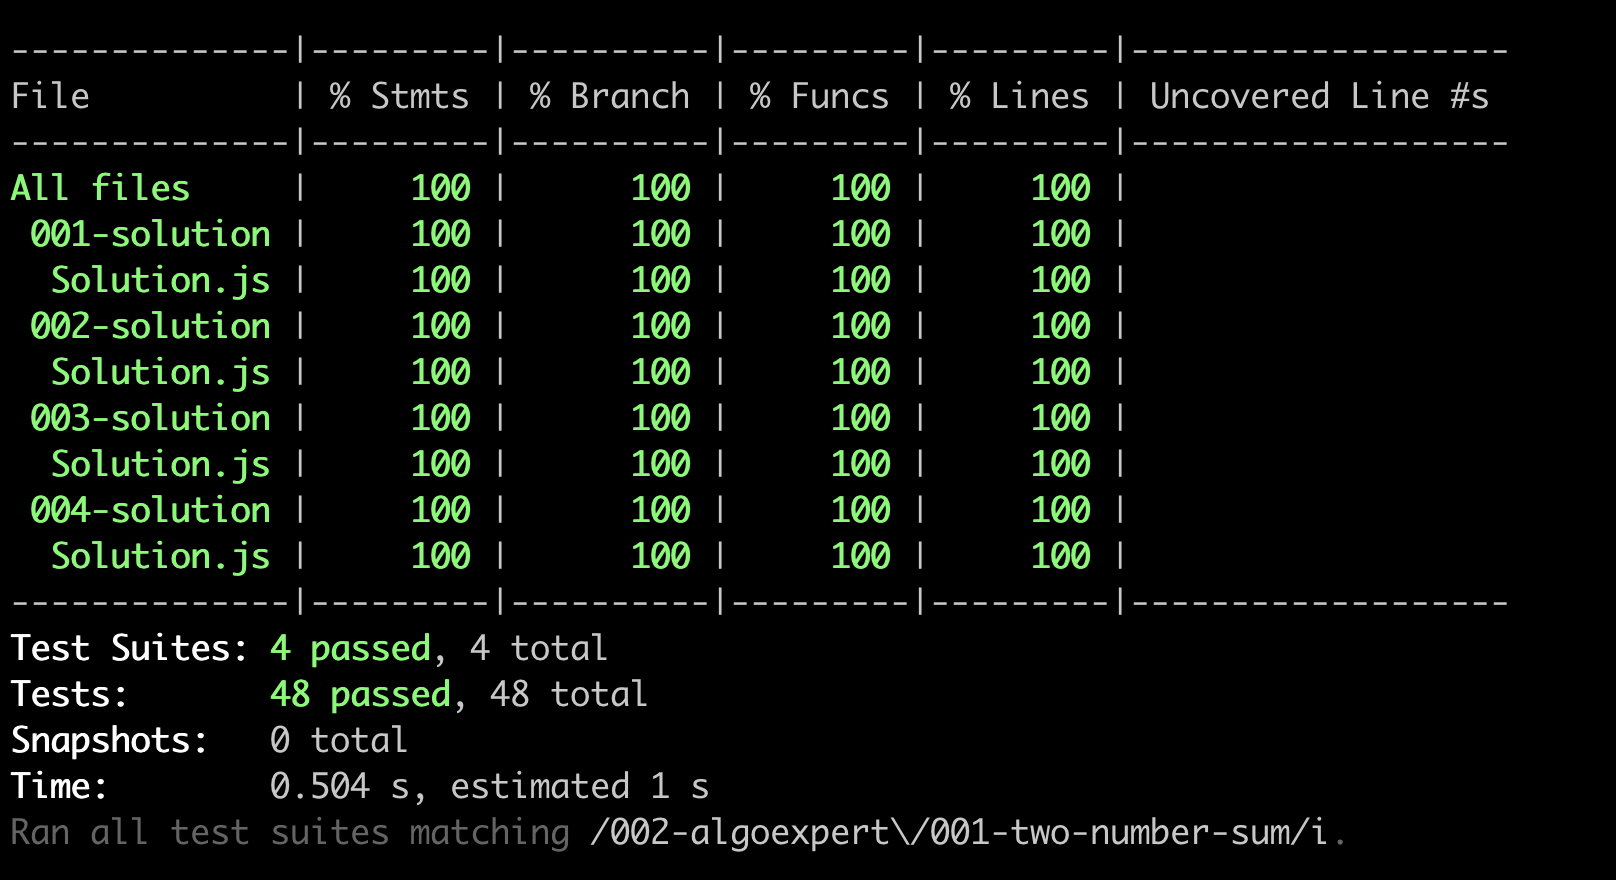 --------------|---------|----------|---------|---------|-------------------
File          | % Stmts | % Branch | % Funcs | % Lines | Uncovered Line #s
--------------|---------|----------|---------|---------|-------------------
All files     |     100 |      100 |     100 |     100 |
 001-solution |     100 |      100 |     100 |     100 |
  Solution.js |     100 |      100 |     100 |     100 |
 002-solution |     100 |      100 |     100 |     100 |
  Solution.js |     100 |      100 |     100 |     100 |
 003-solution |     100 |      100 |     100 |     100 |
  Solution.js |     100 |      100 |     100 |     100 |
 004-solution |     100 |      100 |     100 |     100 |
  Solution.js |     100 |      100 |     100 |     100 |
--------------|---------|----------|---------|---------|-------------------
Test Suites: 4 passed, 4 total
Tests:       48 passed, 48 total
Snapshots:   0 total
Time:        0.504 s, estimated 1 s
Ran all test suites matching /002-algoexpert\/001-two-number-sum/i.